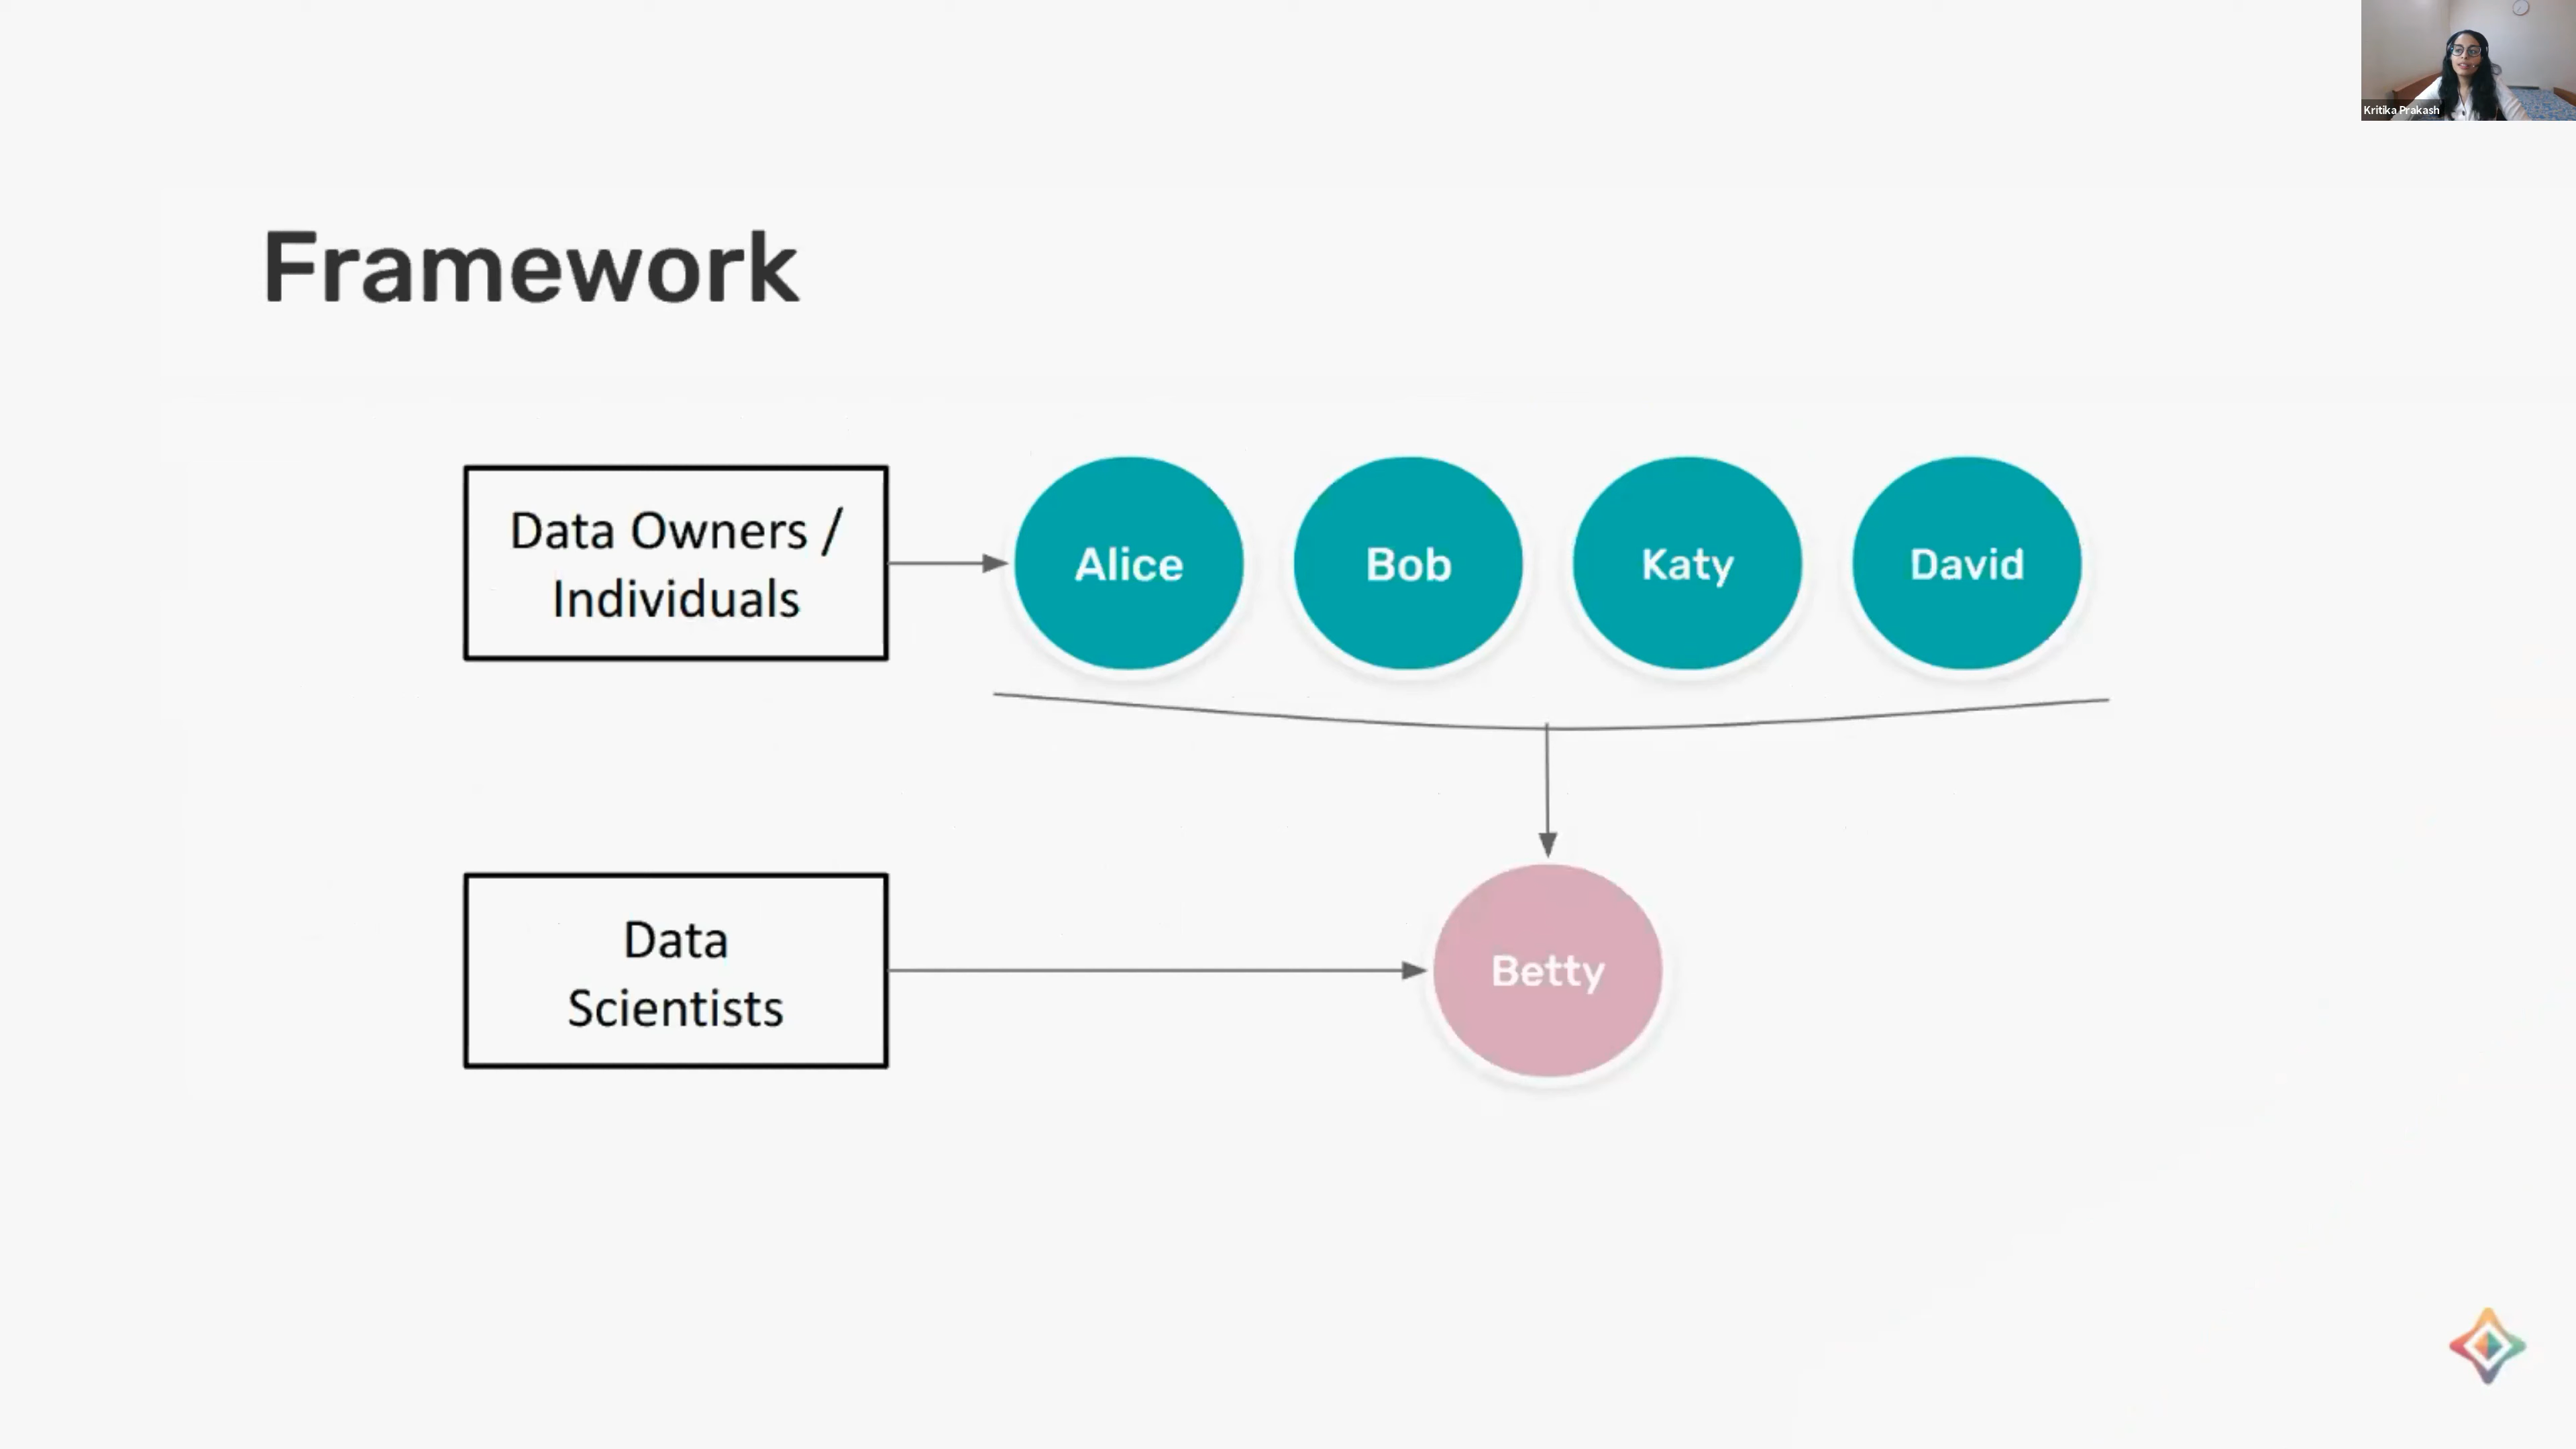 Kritika Prakash
Framework
Data Owners /
Individuals
Alice
Bob
Katy
David
Data
Scientists
Betty